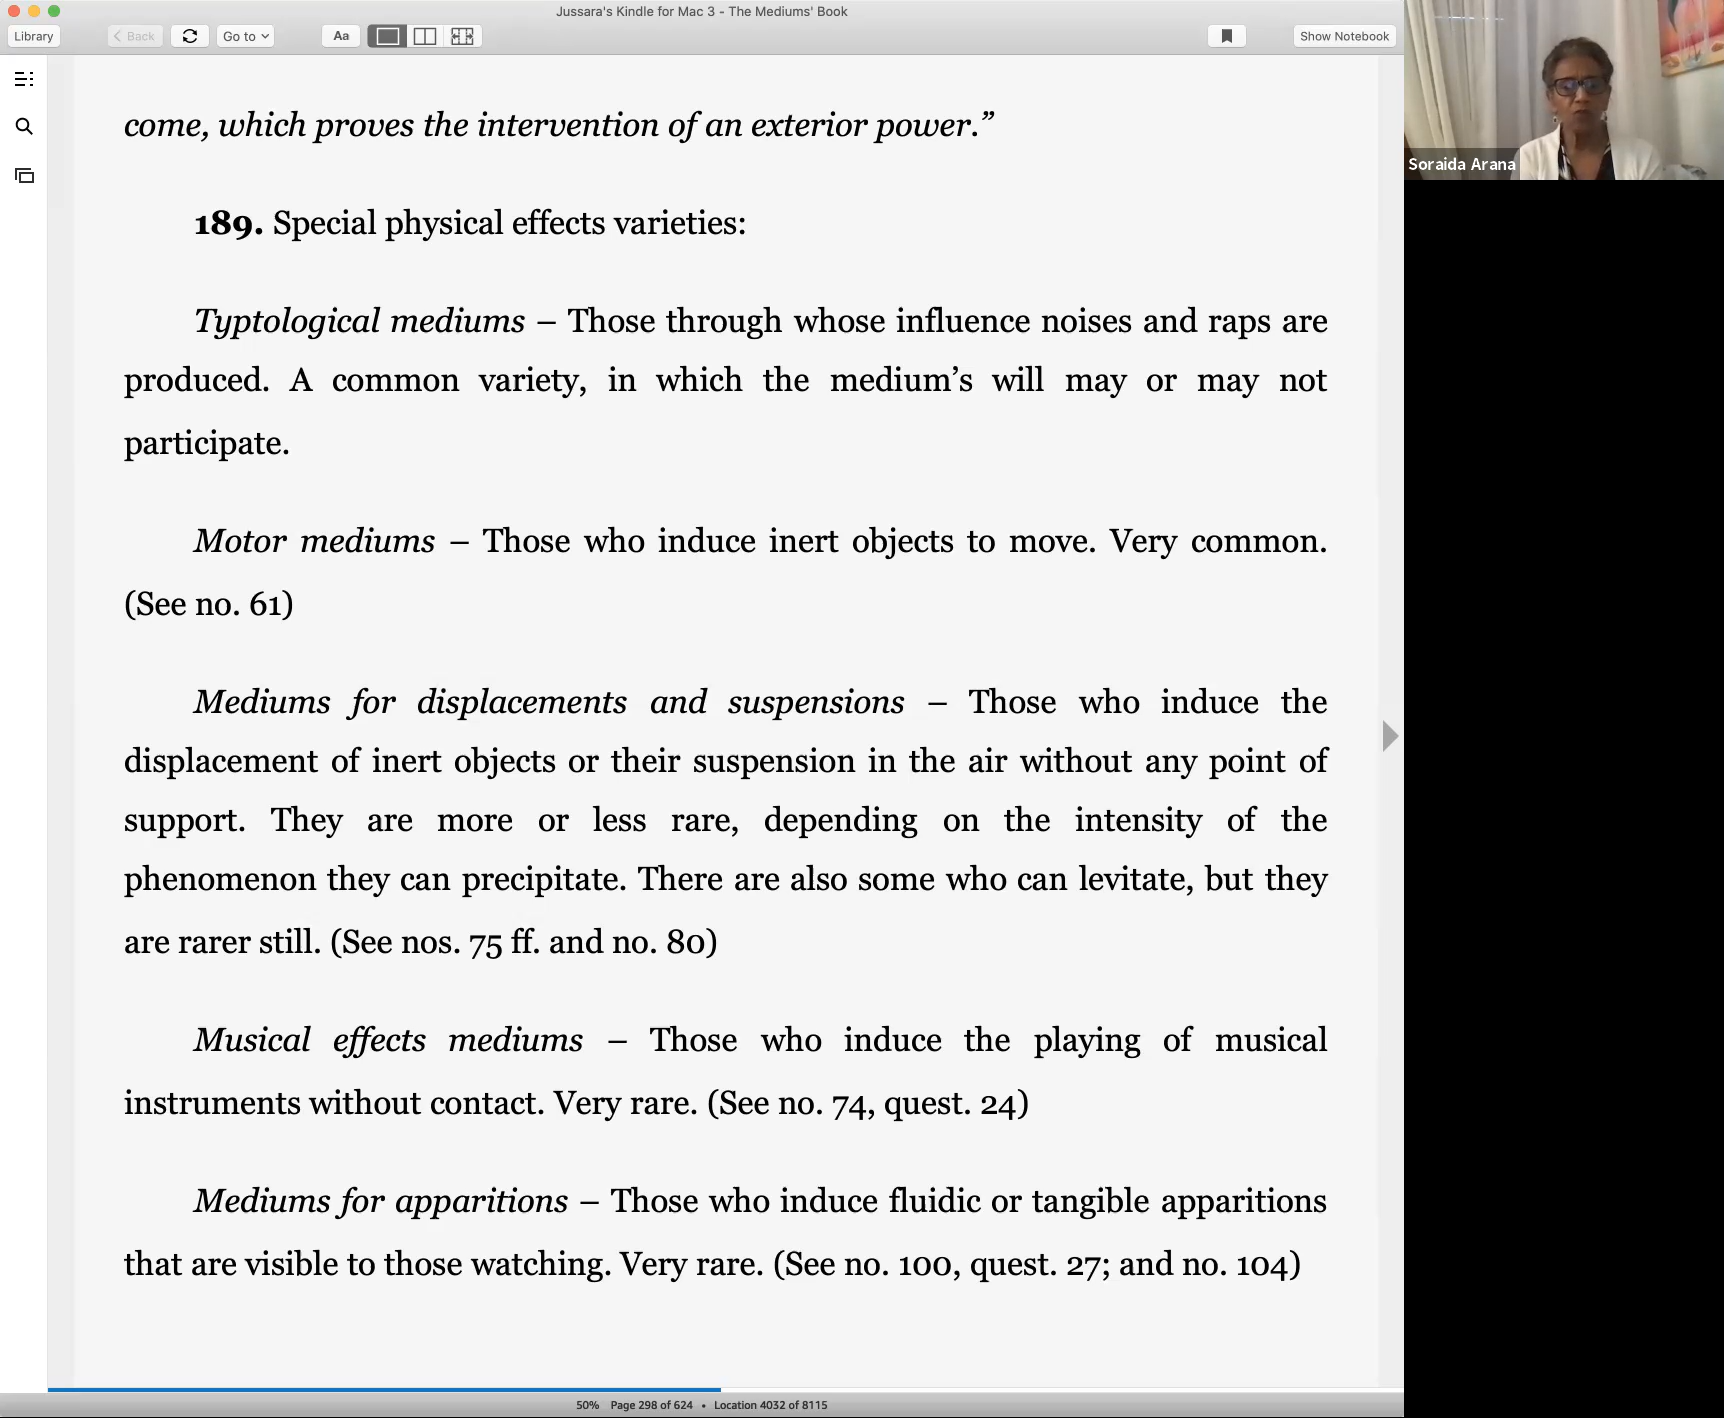 Jussara's Kindle for Mac 3 - The Mediums' Book
Library
Back
Go to
Aa
Show Notebook
come, which proves the intervention of an exterior power.”
Soraida Arana
189. Special physical effects varieties:
Typtological mediums – Those through whose influence noises and raps are
produced. A common variety, in which the medium’s will may or may not
participate.
Motor mediums – Those who induce inert objects to move. Very common.
(See no. 61)
Mediums for displacements and suspensions – Those who induce the
displacement of inert objects or their suspension in the air without any point of
support. They are more or less rare, depending on the intensity of the
phenomenon they can precipitate. There are also some who can levitate, but they
are rarer still. (See nos. 75 ff. and no. 80)
Musical effects mediums – Those who induce the playing of musical
instruments without contact. Very rare. (See no. 74, quest. 24)
Mediums for apparitions – Those who induce fluidic or tangible apparitions
that are visible to those watching. Very rare. (See no. 100, quest. 27; and no. 104)
50% Page 298 of 624 • Location 4032 of 8115